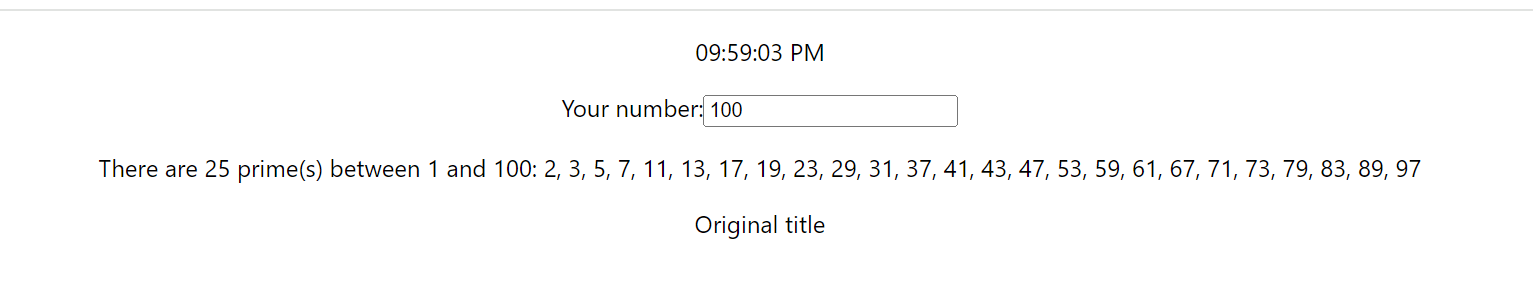 09:59:03 PM
Your number: 100
There are 25 prime(s) between 1 and 100: 2, 3, 5, 7, 11, 13, 17, 19, 23, 29, 31, 37, 41, 43, 47, 53, 59, 61, 67, 71, 73, 79, 83, 89, 97
Original title